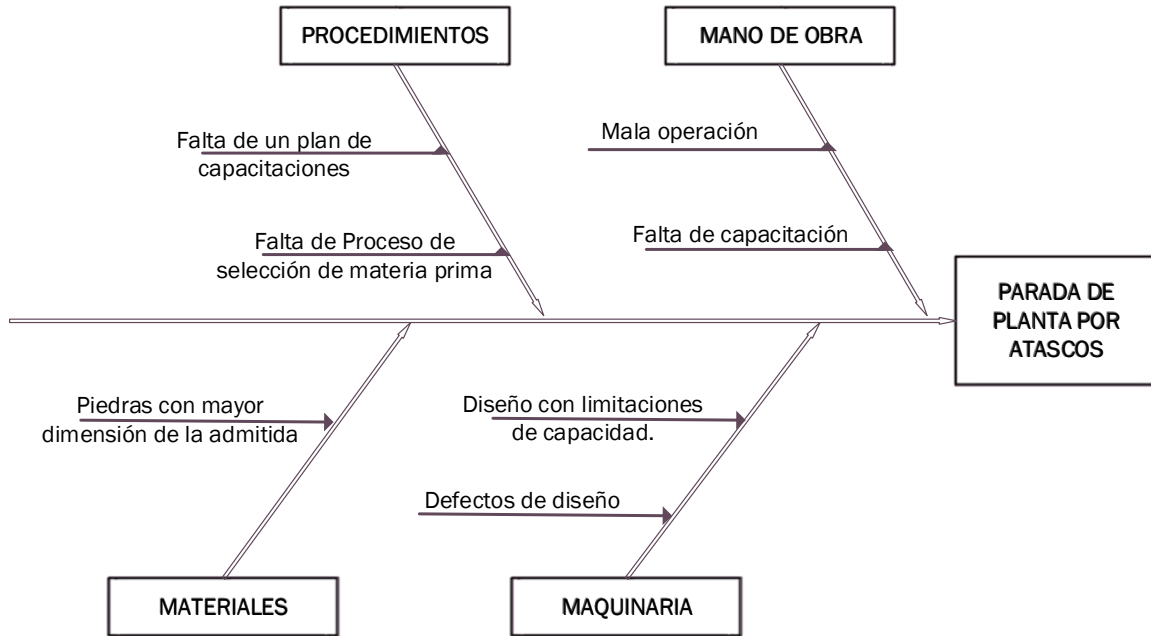 PROCEDIMIENTOS
MANO DE OBRA
Falta de un plan de
capacitaciones
Mala operación
Falta de Proceso de
selección de materia prima
Falta de capacitación
PARADA DE
PLANTA POR
ATASCOS
Piedras con mayor
dimensión de la admitida
Diseño con limitaciones
de capacidad.
Defectos de diseño
MATERIALES
MAQUINARIA